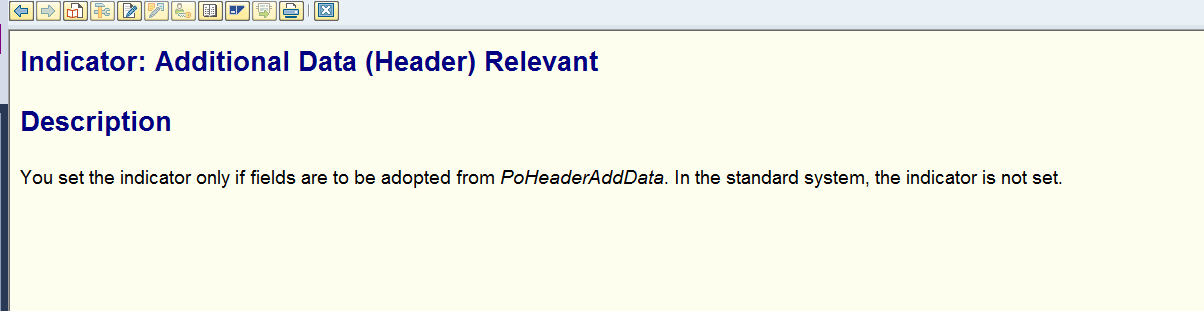 Indicator: Additional Data (Header) Relevant
Description
You set the indicator only if fields are to be adopted from PoHeaderAddData. In the standard system, the indicator is not set.